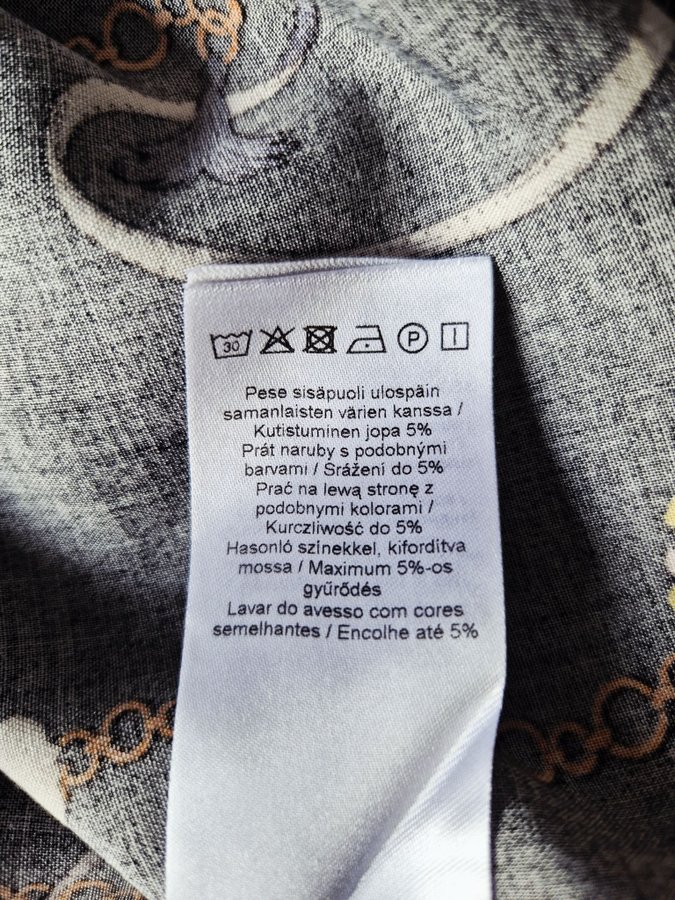 30 P
Pese sisäpuoli ulospäin
samanlaisten värien kanssa /
Kutistuminen jopa 5%
Prát naruby s podobnými
barvami / Srážení do 5%
Prać na lewą stronę z
podobnymi kolorami /
Kurczliwość do 5%
Hasonló színekkel, kifordítva
mossa / Maximum 5%-os
gyűrődés
Lavar do avesso com cores
semelhantes / Encolhe até 5%